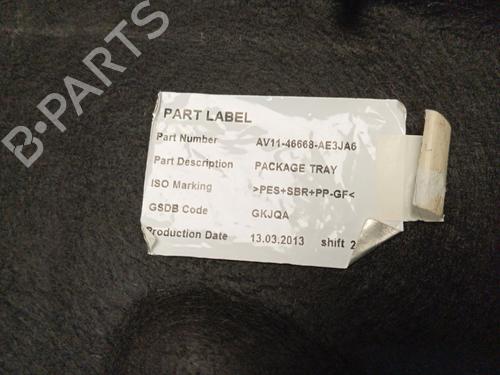 B-PARTS
PART LABEL
Part Number AV11-46668-AE3JA6
Part Description PACKAGE TRAY
ISO Marking >PES+SBR+PP-GF<
GSDB Code GKJQA
Production Date 13.03.2013 shift 2